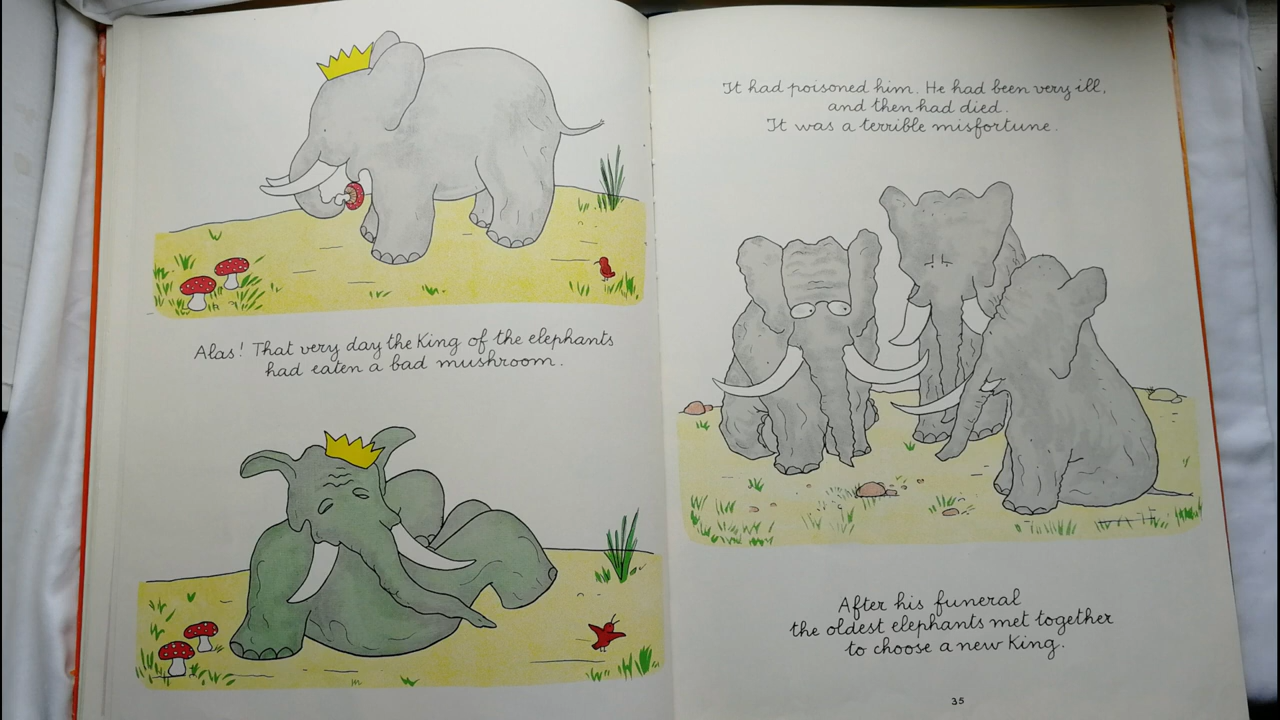 Alas! That very day the King of the elephants
had eaten a bad mushroom.
It had poisoned him. He had been very ill,
and then had died.
It was a terrible misfortune.
After his funeral
the oldest elephants met together
to choose a new King.
35